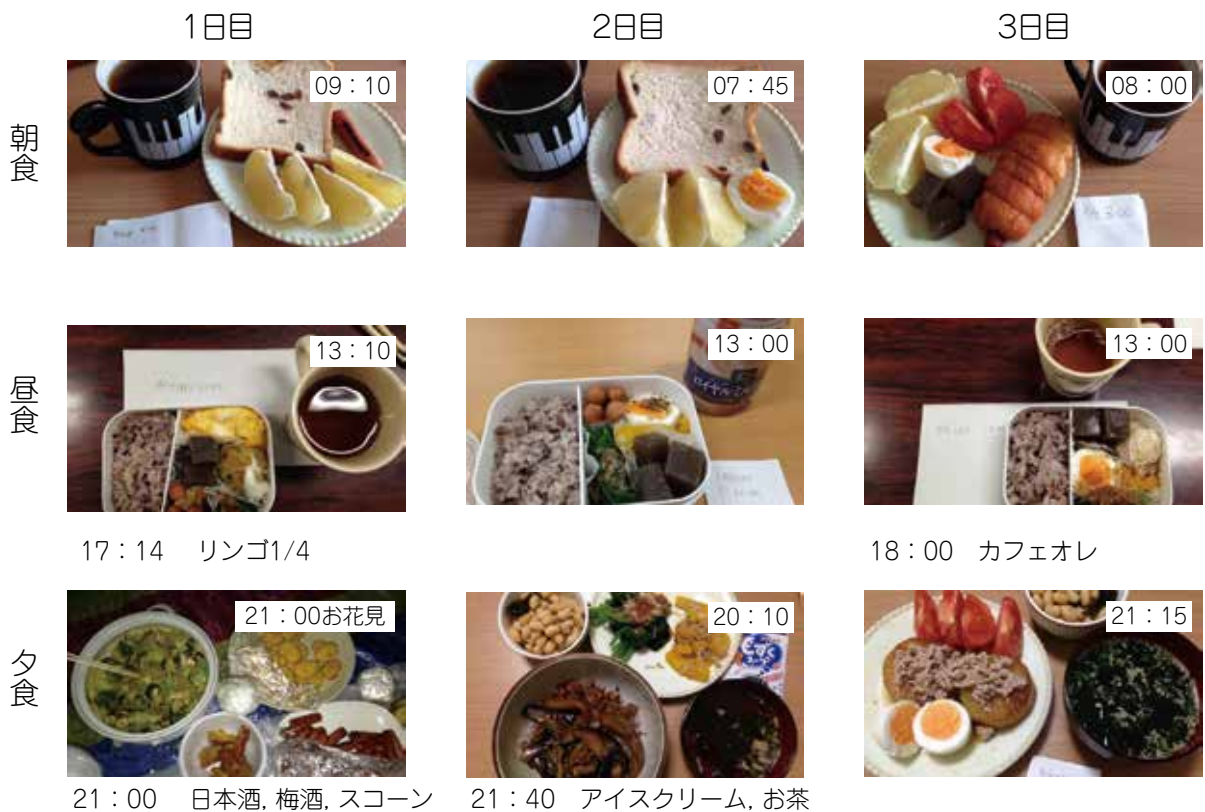 1日目 2日目 3日目
朝食
09：10 07：45 08：00
昼食
13：10 13：00 13：00
17：14 リンゴ1/4 18：00 カフェオレ
夕食
21：00お花見 20：10 21：15
21：00 日本酒, 梅酒, スコーン 21：40 アイスクリーム, お茶